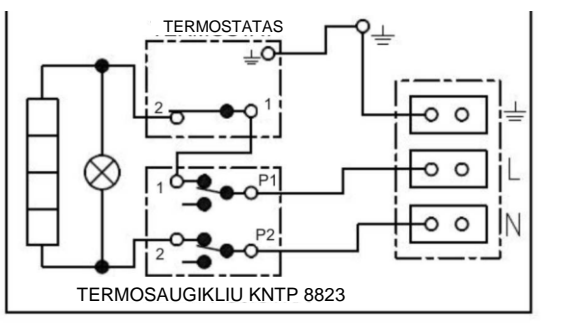 TERMOSTATAS
2 1
1 P1
L
2 P2
N
TERMOSAUGIKLIU KNTP 8823